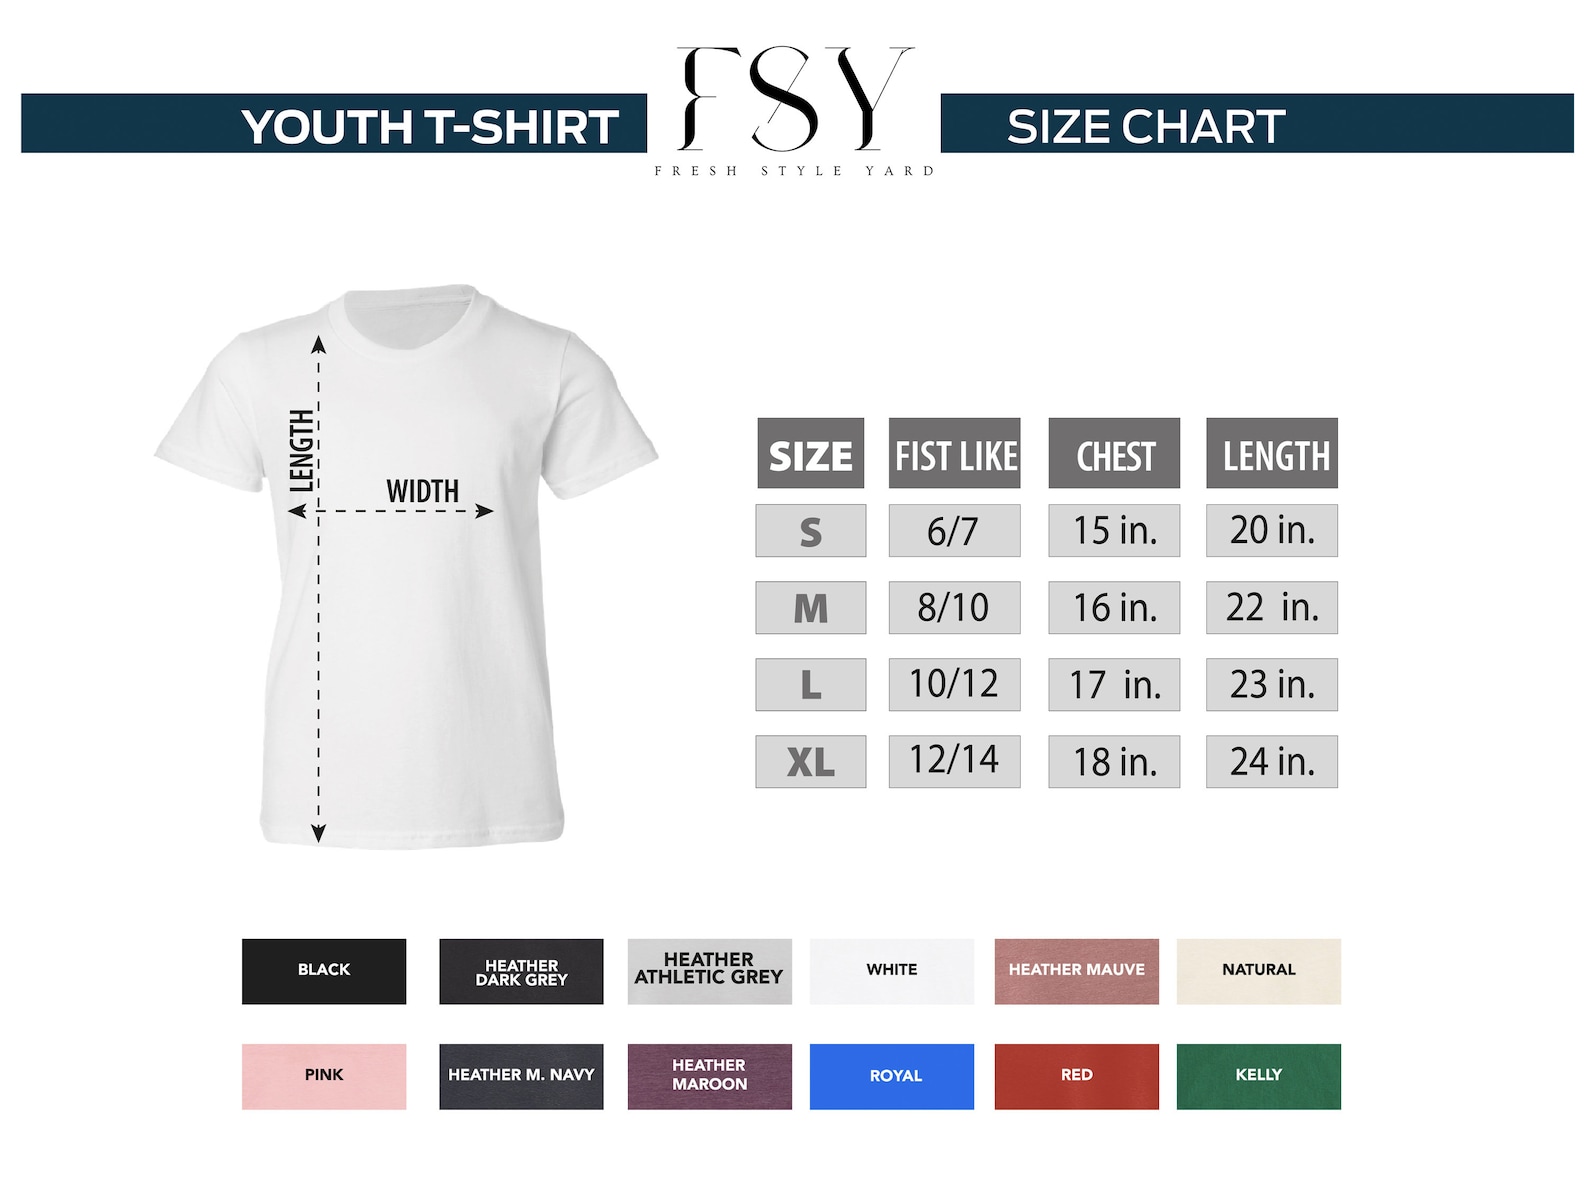 YOUTH T-SHIRT
FSY
FRESH STYLE YARD
SIZE CHART
LENGTH
WIDTH
SIZE FIST LIKE CHEST LENGTH
S 6/7 15 in. 20 in.
M 8/10 16 in. 22 in.
L 10/12 17 in. 23 in.
XL 12/14 18 in. 24 in.
BLACK
HEATHER
DARK GREY
HEATHER
ATHLETIC GREY
WHITE
HEATHER MAUVE
NATURAL
PINK
HEATHER M. NAVY
HEATHER
MAROON
ROYAL
RED
KELLY